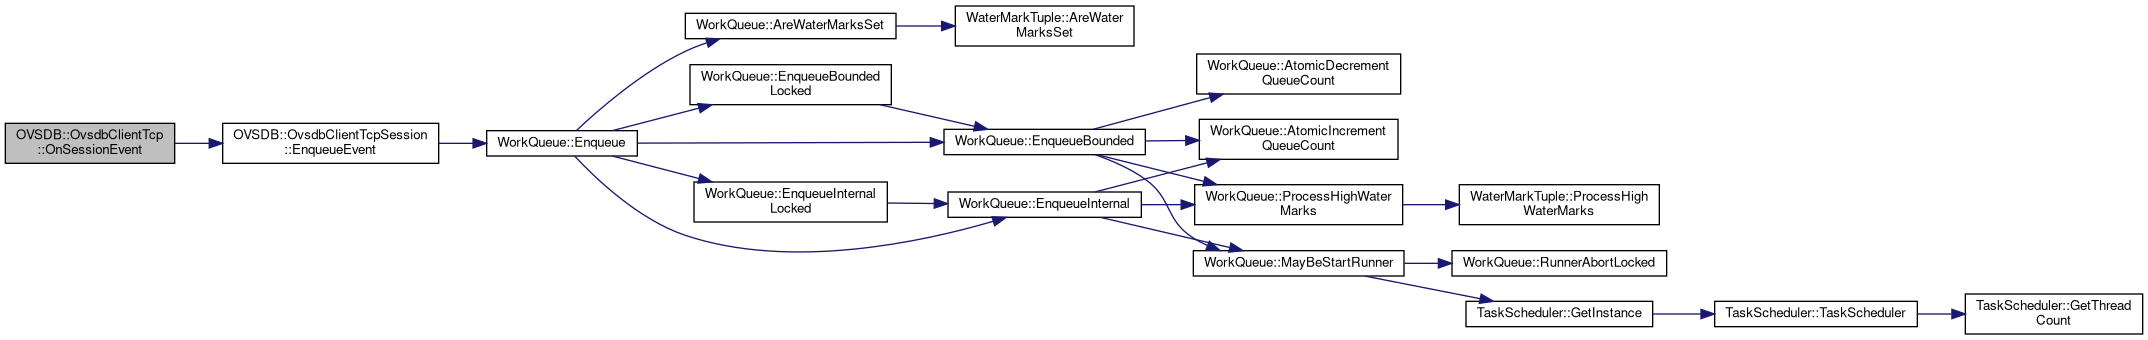 OVSDB::OvsdbClientTcp
::OnSessionEvent
OVSDB::OvsdbClientTcpSession
::EnqueueEvent
WorkQueue::Enqueue
WorkQueue::AreWaterMarksSet
WaterMarkTuple::AreWater
MarksSet
WorkQueue::EnqueueBounded
Locked
WorkQueue::EnqueueBounded
WorkQueue::AtomicDecrement
QueueCount
WorkQueue::AtomicIncrement
QueueCount
WorkQueue::EnqueueInternal
Locked
WorkQueue::EnqueueInternal
WorkQueue::ProcessHighWater
Marks
WaterMarkTuple::ProcessHigh
WaterMarks
WorkQueue::MayBeStartRunner
WorkQueue::RunnerAbortLocked
TaskScheduler::GetInstance
TaskScheduler::TaskScheduler
TaskScheduler::GetThread
Count